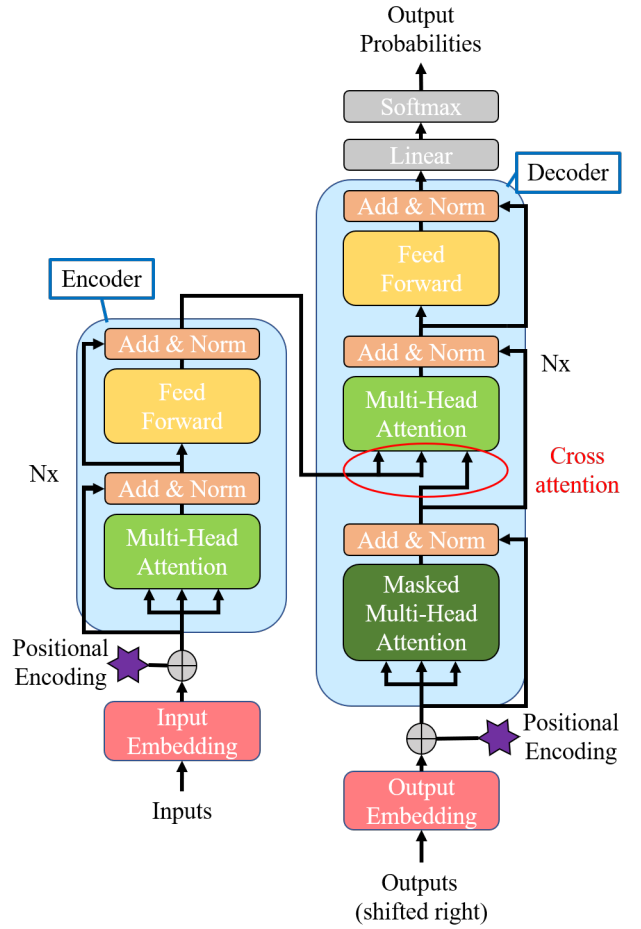 Output
Probabilities
Softmax
Linear
Decoder
Add & Norm
Feed
Forward
Add & Norm
Nx
Multi-Head
Attention
Cross
attention
Add & Norm
Masked
Multi-Head
Attention
Positional
Encoding
Output
Embedding
Outputs
(shifted right)
Encoder
Add & Norm
Feed
Forward
Nx
Add & Norm
Multi-Head
Attention
Positional
Encoding
Input
Embedding
Inputs